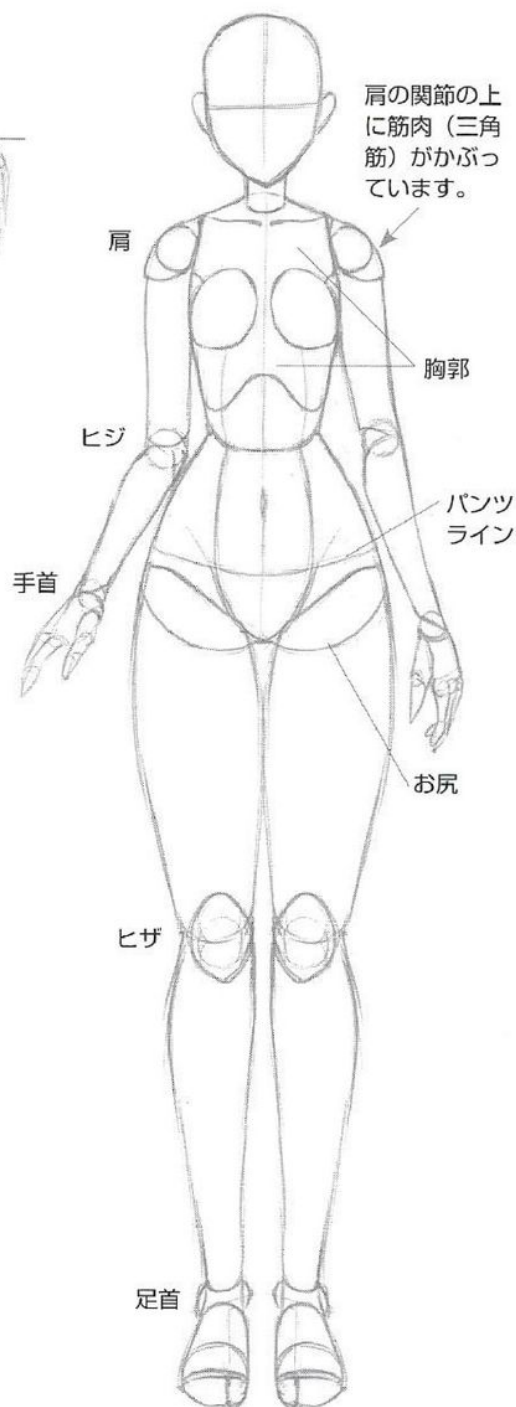 肩の関節の上
に筋肉（三角
筋）がかぶっ
ています。
肩
胸郭
ヒジ
パンツ
ライン
手首
お尻
ヒザ
足首